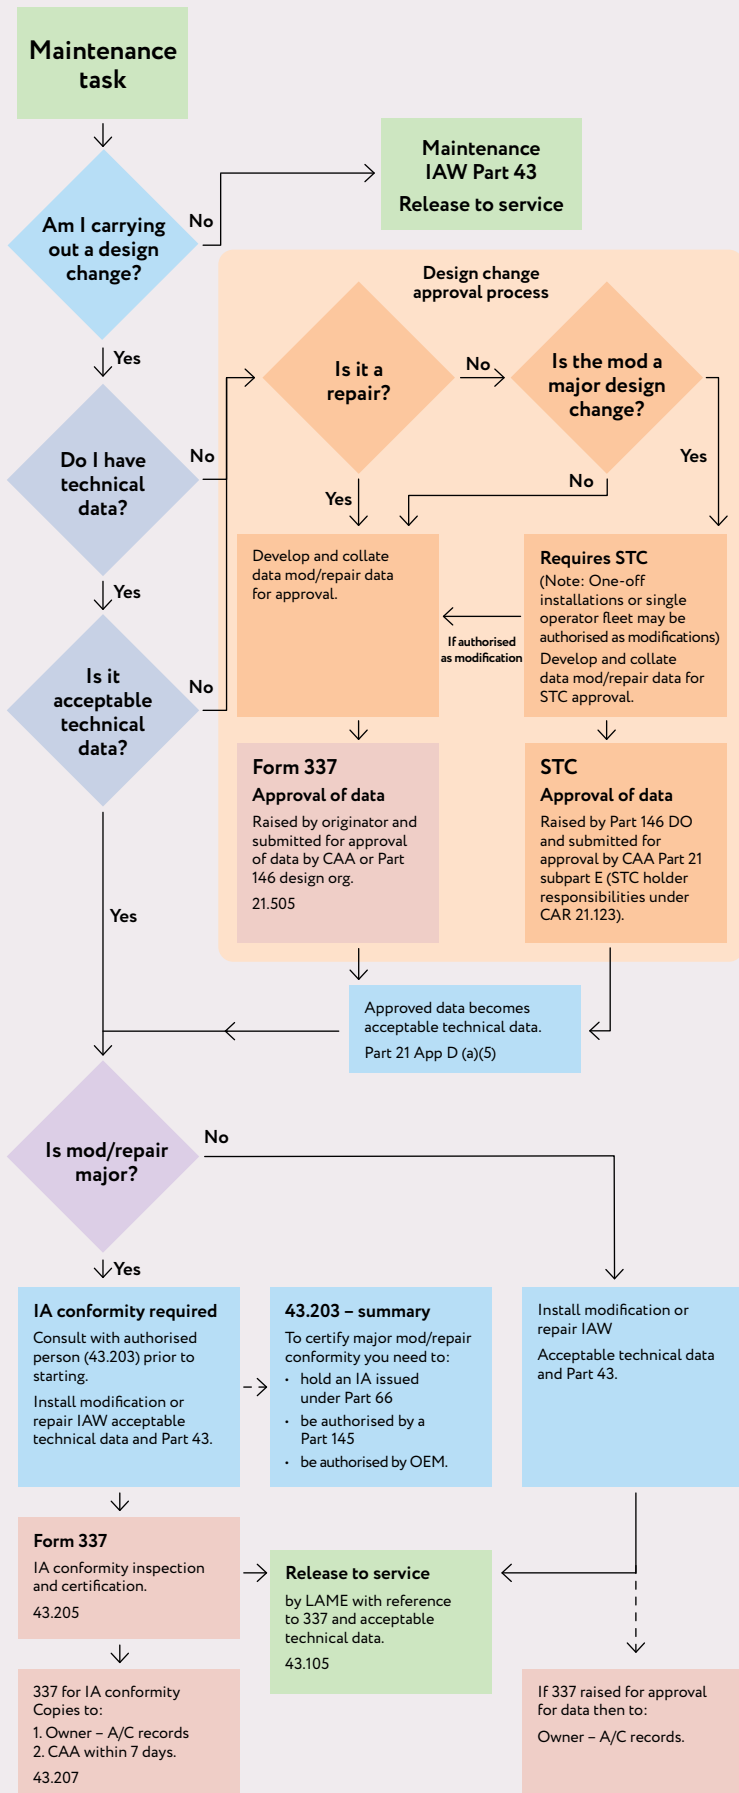 Maintenance
task
Maintenance
IAW Part 43
Release to service
Am I carrying
out a design
change?
No
Yes
Design change
approval process
Is it a
repair?
No
Is the mod a
major design
change?
Do I have
technical
data?
No
Yes
No
Yes
Yes
Develop and collate
data mod/repair data
for approval.
If authorised
as modification
Requires STC
(Note: One-off
installations or single
operator fleet may be
authorised as modifications)
Develop and collate
data mod/repair data for
STC approval.
Is it
acceptable
technical
data?
No
Yes
Form 337
Approval of data
Raised by originator and
submitted for approval
of data by CAA or Part
146 design org.
21.505
STC
Approval of data
Raised by Part 146 DO
and submitted for
approval by CAA Part 21
subpart E (STC holder
responsibilities under
CAR 21.123).
Approved data becomes
acceptable technical data.
Part 21 App D (a)(5)
Is mod/repair
major?
No
Yes
IA conformity required
Consult with authorised
person (43.203) prior to
starting.
Install modification or
repair IAW acceptable
technical data and Part 43.
43.203 – summary
To certify major mod/repair
conformity you need to:
• hold an IA issued
under Part 66
• be authorised by a
Part 145
• be authorised by OEM.
Install modification or
repair IAW
Acceptable technical data
and Part 43.
Form 337
IA conformity inspection
and certification.
43.205
Release to service
by LAME with reference
to 337 and acceptable
technical data.
43.105
337 for IA conformity
Copies to:
1. Owner – A/C records
2. CAA within 7 days.
43.207
If 337 raised for approval
for data then to:
Owner – A/C records.